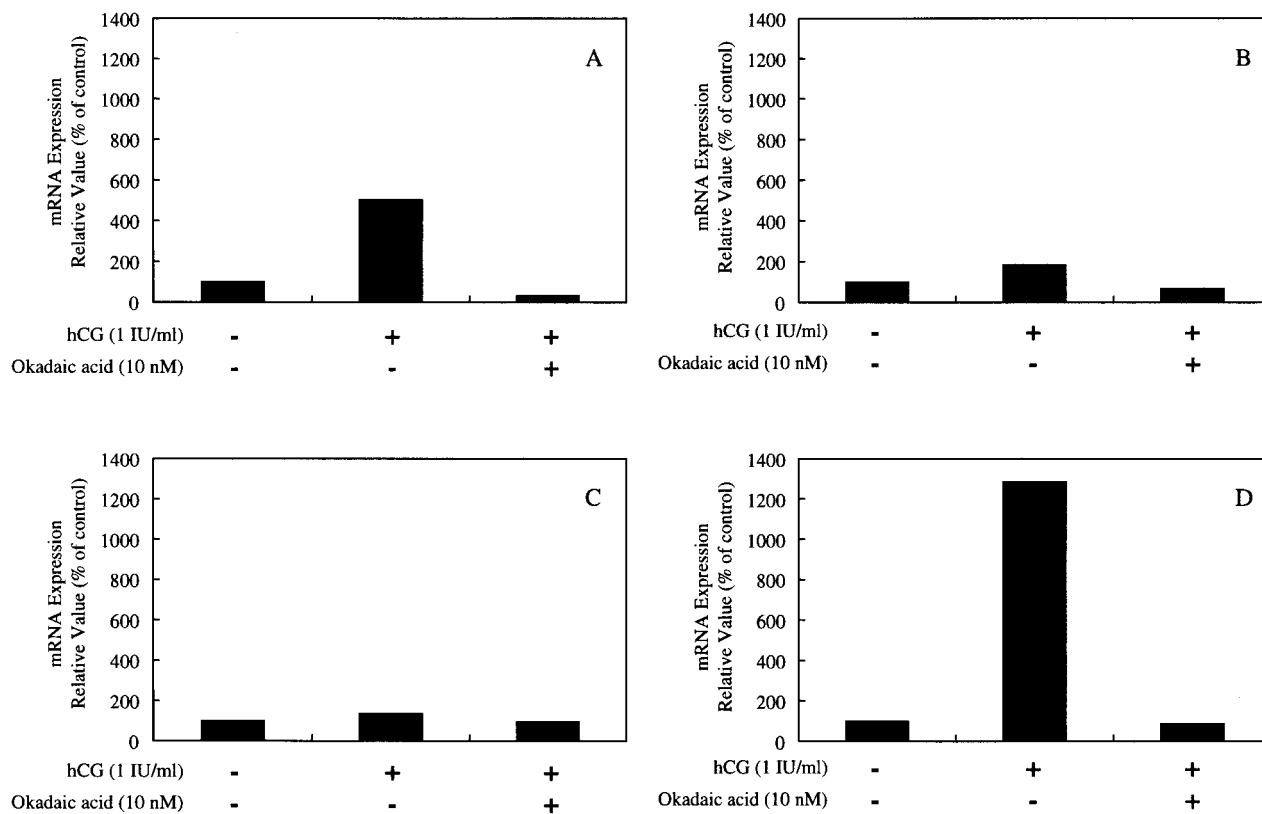 A
mRNA Expression
Relative Value (% of control)
1400
1200
1000
800
600
400
200
0
hCG (1 IU/ml) - + +
Okadaic acid (10 nM) - - +
B
mRNA Expression
Relative Value (% of control)
1400
1200
1000
800
600
400
200
0
hCG (1 IU/ml) - + +
Okadaic acid (10 nM) - - +
C
mRNA Expression
Relative Value (% of control)
1400
1200
1000
800
600
400
200
0
hCG (1 IU/ml) - + +
Okadaic acid (10 nM) - - +
D
mRNA Expression
Relative Value (% of control)
1400
1200
1000
800
600
400
200
0
hCG (1 IU/ml) - + +
Okadaic acid (10 nM) - - +